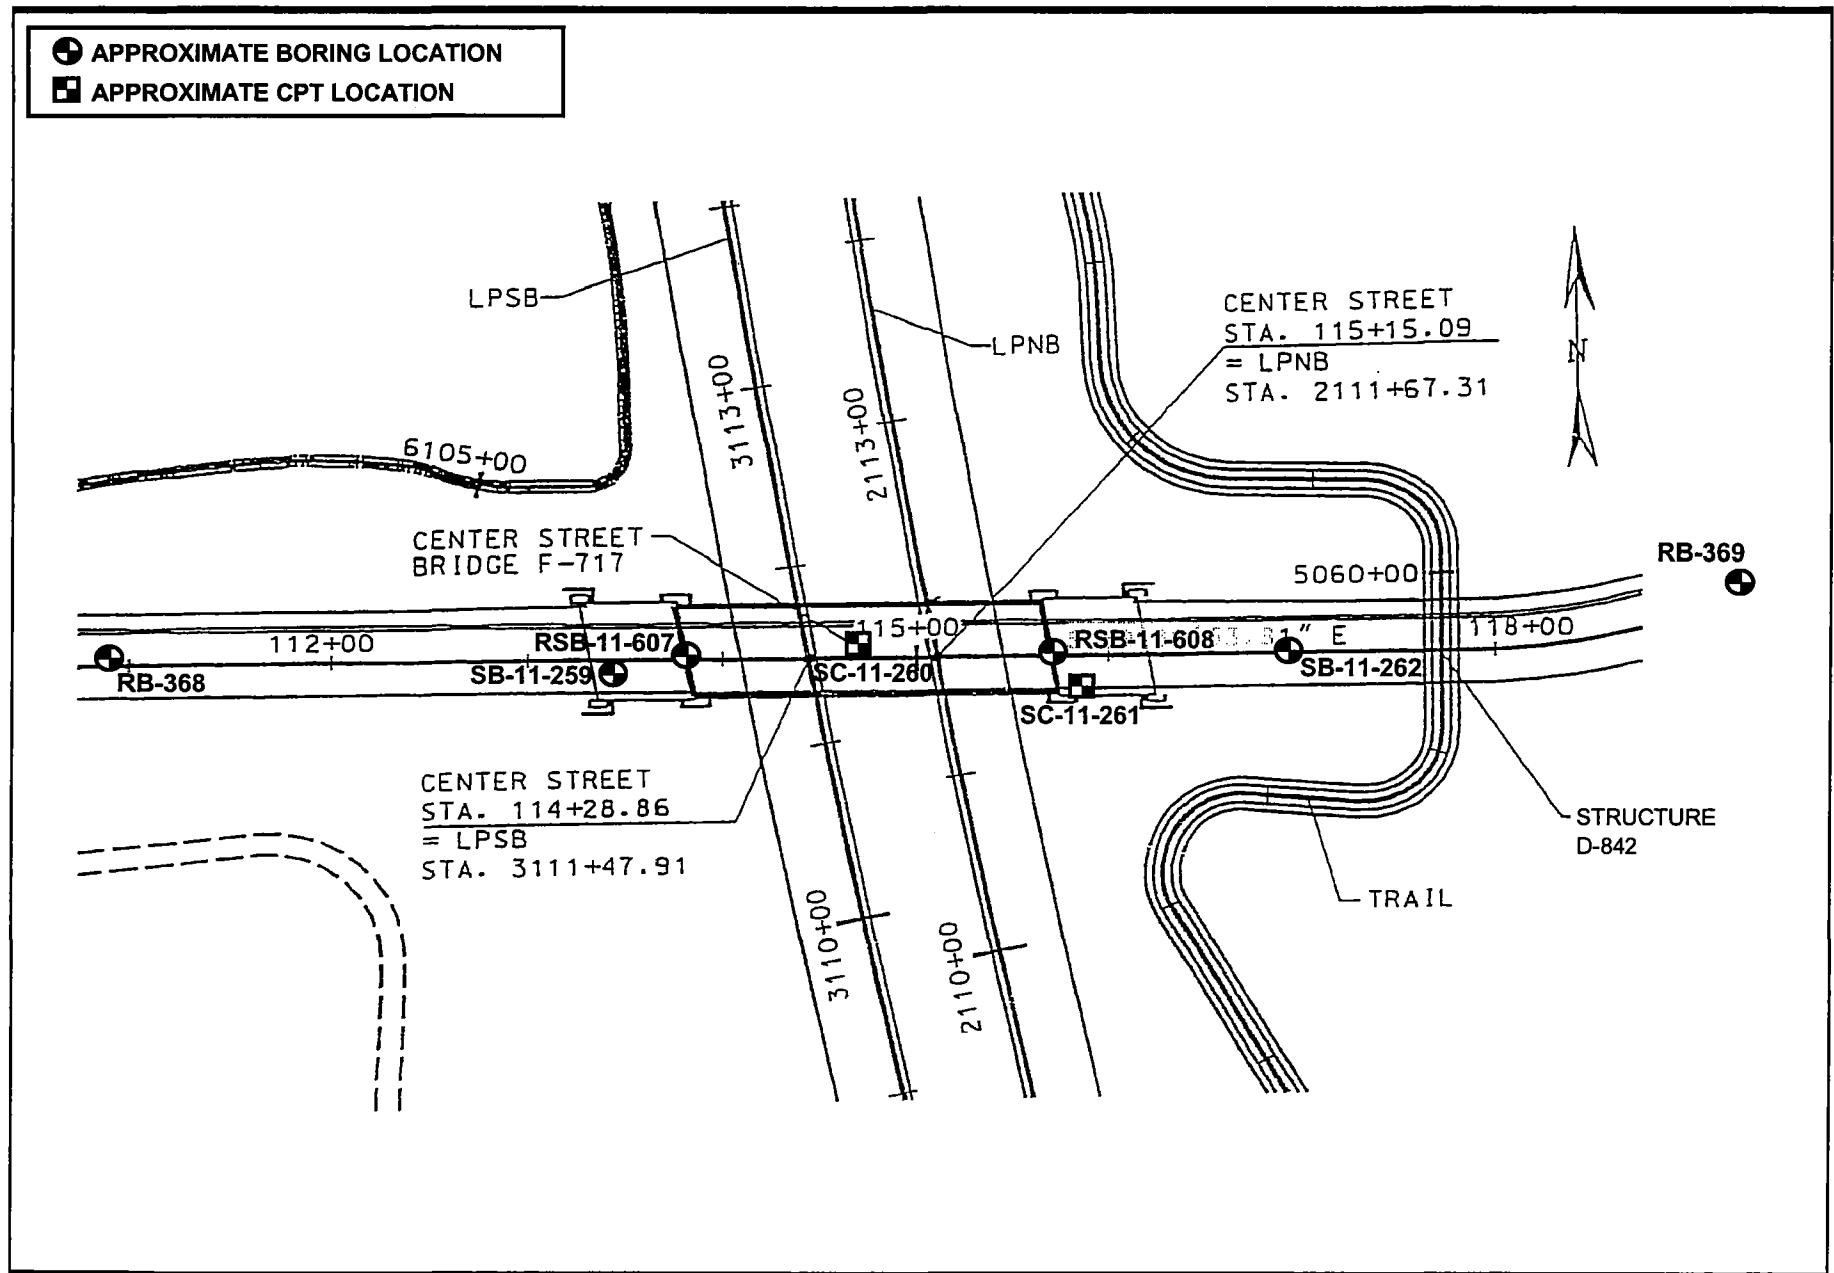 APPROXIMATE BORING LOCATION
APPROXIMATE CPT LOCATION
LPSB
LPNB
CENTER STREET
STA. 115+15.09
= LPNB
STA. 2111+67.31
N
3113+00
2113+00
6105+00
CENTER STREET
BRIDGE F-717
RB-369
5060+00
112+00
RSB-11-607
115+00
RSB-11-608
1" E
118+00
RB-368
SB-11-259
SC-11-260
SB-11-262
SC-11-261
CENTER STREET
STA. 114+28.86
= LPSB
STA. 3111+47.91
STRUCTURE
D-842
TRAIL
3110+00
2110+00